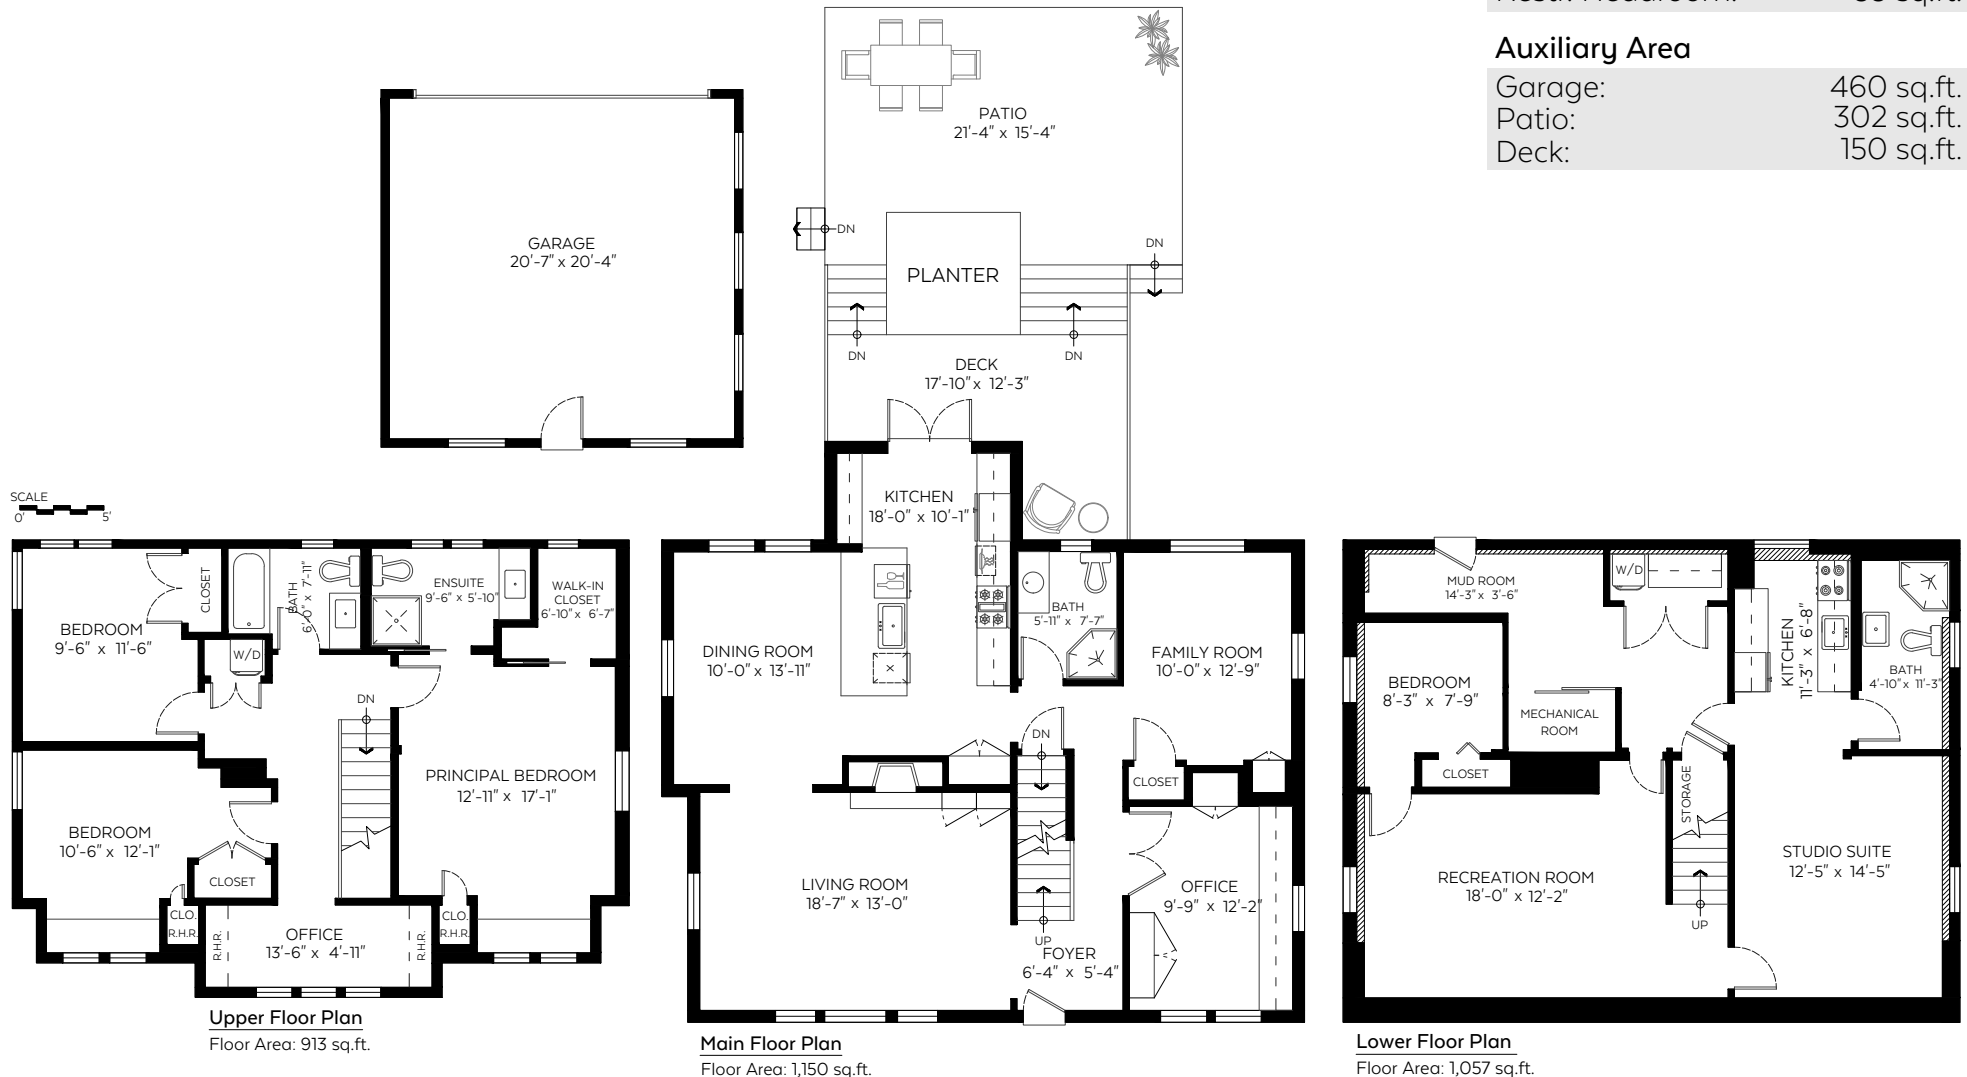 Auxiliary Area
Garage: 460 sq.ft.
Patio: 302 sq.ft.
Deck: 150 sq.ft.
PATIO
21'-4" x 15'-4"
GARAGE
20'-7" x 20'-4"
DN
DN
PLANTER
DN
DN
DECK
17'-10" x 12'-3"
SCALE
0' 5'
BEDROOM
9'-6" x 11'-6"
CLOSET
BATH
6'-0" x 7'-11"
ENSUITE
9'-6" x 5'-10"
WALK-IN
CLOSET
6'-10" x 6'-7"
W/D
DN
PRINCIPAL BEDROOM
12'-11" x 17'-1"
BEDROOM
10'-6" x 12'-1"
CLOSET
CLO.
R.H.R.
R.H.R.
OFFICE
13'-6" x 4'-11"
R.H.R.
CLO.
R.H.R.
Upper Floor Plan
Floor Area: 913 sq.ft.
KITCHEN
18'-0" x 10'-1"
DINING ROOM
10'-0" x 13'-11"
BATH
5'-11" x 7'-7"
FAMILY ROOM
10'-0" x 12'-9"
DN
CLOSET
LIVING ROOM
18'-7" x 13'-0"
OFFICE
9'-9" x 12'-2"
UP
FOYER
6'-4" x 5'-4"
Main Floor Plan
Floor Area: 1,150 sq.ft.
MUD ROOM
14'-3" x 3'-6"
W/D
KITCHEN
11'-3" x 6'-8"
BATH
4'-10" x 11'-3"
BEDROOM
8'-3" x 7'-9"
MECHANICAL
ROOM
CLOSET
STORAGE
STUDIO SUITE
12'-5" x 14'-5"
RECREATION ROOM
18'-0" x 12'-2"
UP
Lower Floor Plan
Floor Area: 1,057 sq.ft.